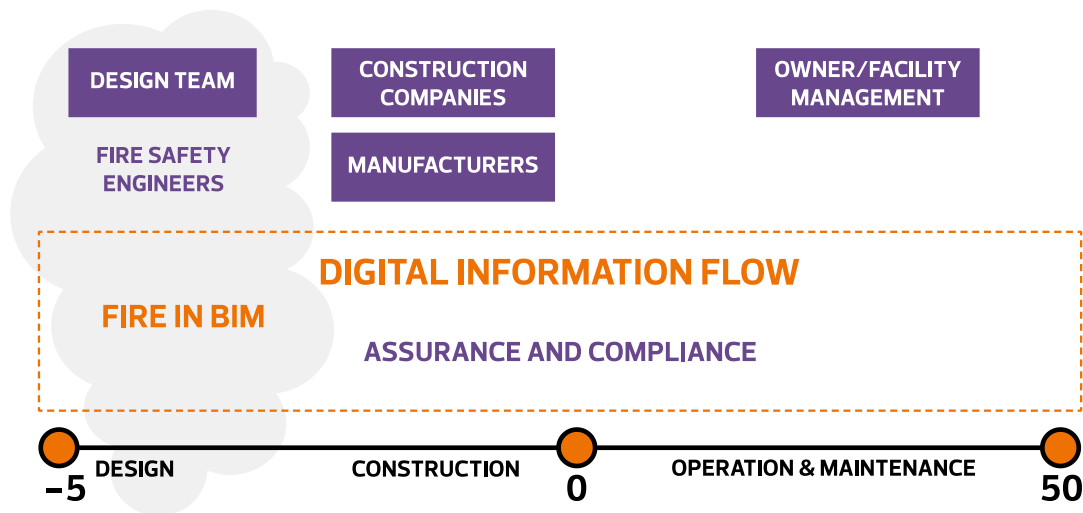 DESIGN TEAM
CONSTRUCTION
COMPANIES
OWNER/FACILITY
MANAGEMENT
FIRE SAFETY
ENGINEERS
MANUFACTURERS
DIGITAL INFORMATION FLOW
FIRE IN BIM
ASSURANCE AND COMPLIANCE
DESIGN
CONSTRUCTION
OPERATION & MAINTENANCE
–5
0
50